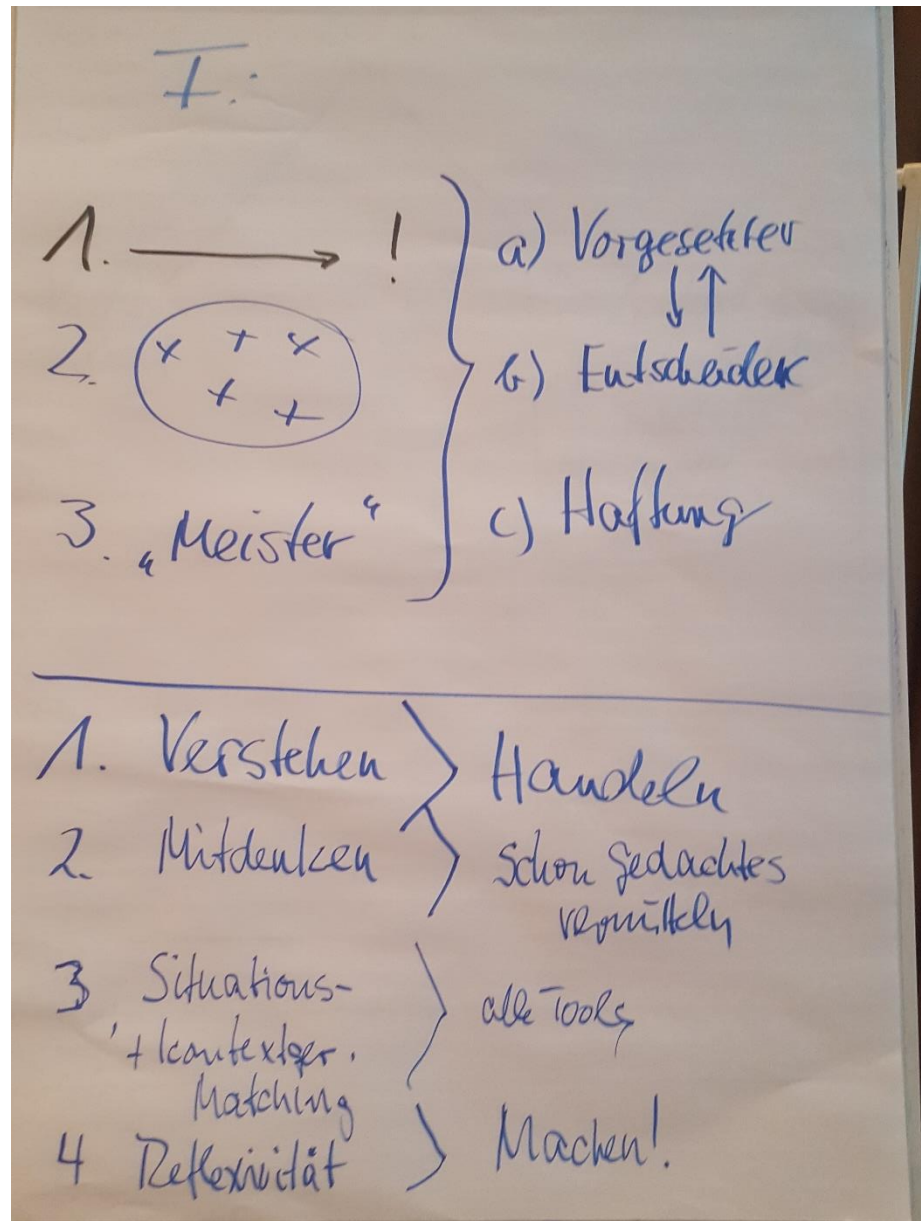 I.
1. ⟶ !
2. x + x + +
3. „Meister“
a) Vorgesetzter
↓↑
b) Entscheider
c) Haftung
1. Verstehen > Handeln
2. Mitdenken > Schon gedachtes
vermitteln
3 Situations- > alle Tools
+ kontextger.
Matching
4 Reflexivität > Machen!